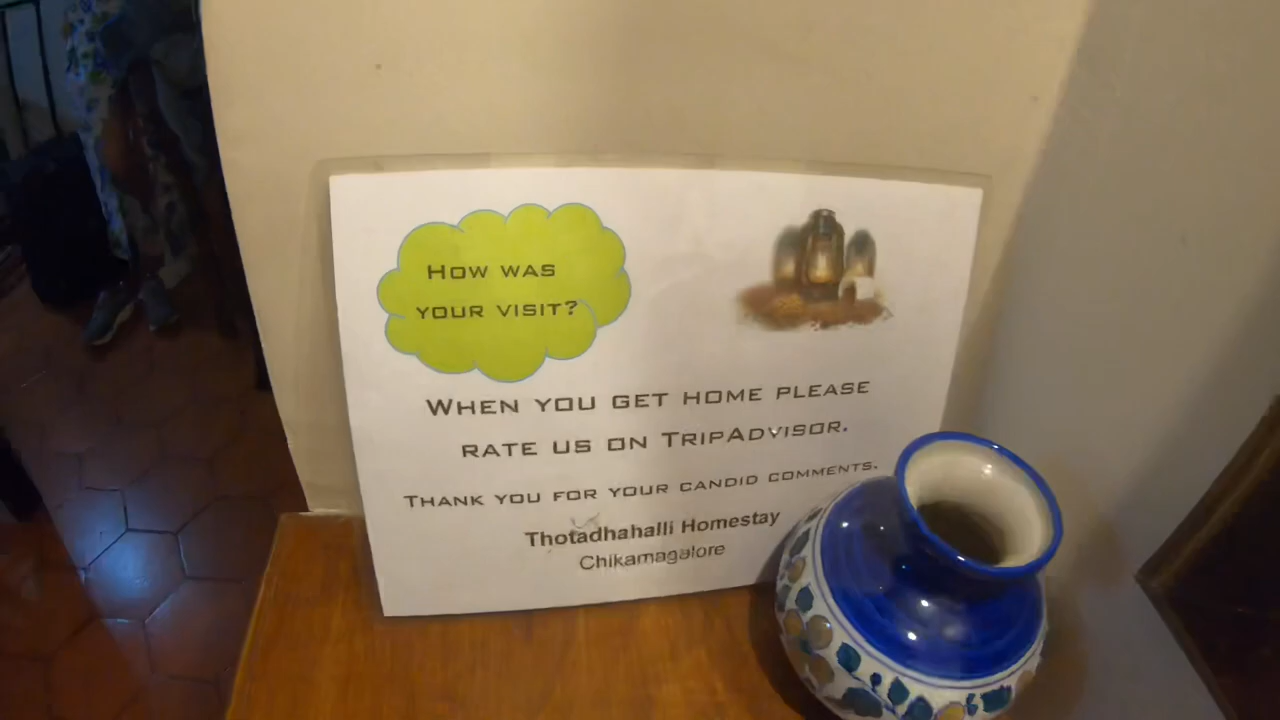 HOW WAS
YOUR VISIT?
WHEN YOU GET HOME PLEASE
RATE US ON TRIPADVISOR.
THANK YOU FOR YOUR CANDID COMMENTS.
Thotadhahalli Homestay
Chikamagalore